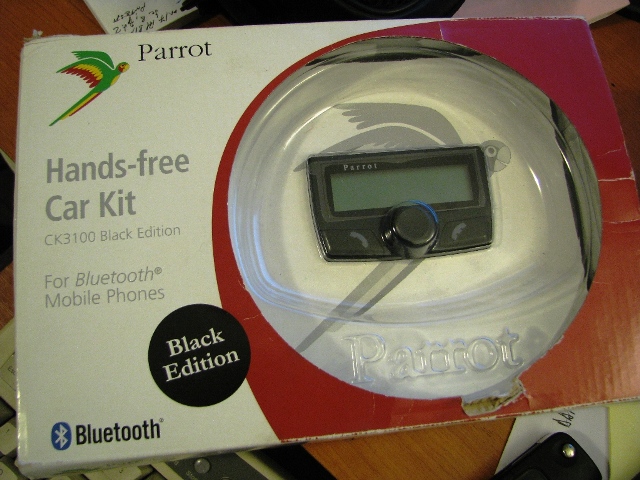 Parrot
Hands-free
Car Kit
CK3100 Black Edition
For Bluetooth®
Mobile Phones
Black
Edition
Bluetooth®
Parrot
Parrot